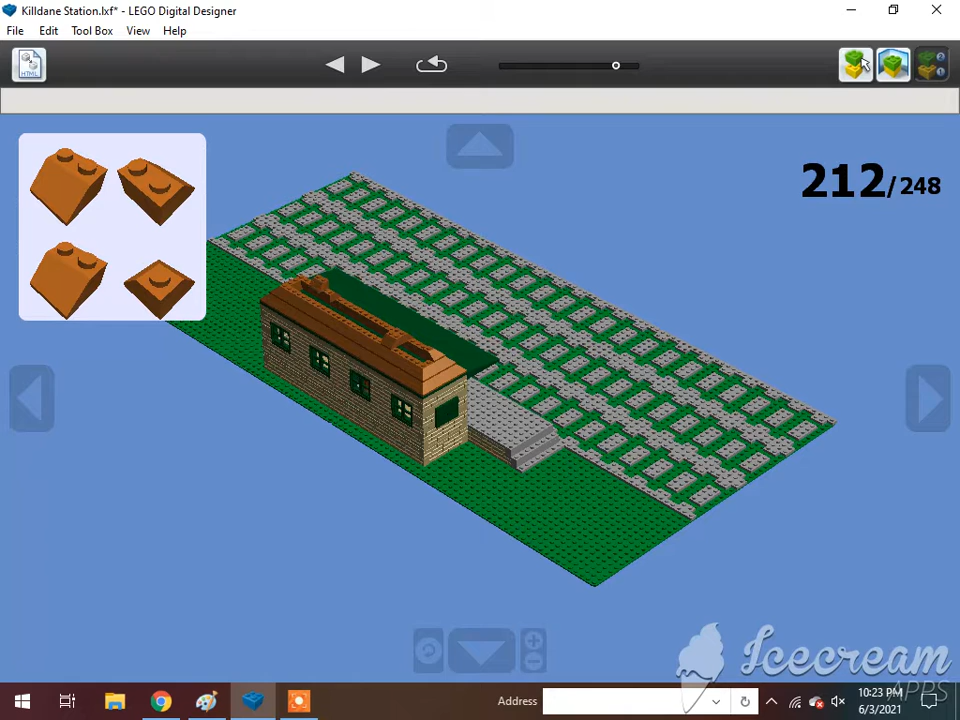 Killdane Station.lxf* - LEGO Digital Designer
File Edit Tool Box View Help
HTML
212/248
Icecream
APPS
Address
10:23 PM
6/3/2021